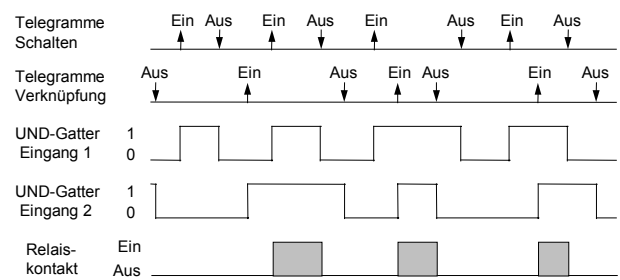 Telegramme Schalten Ein Aus Ein Aus Ein Aus Ein Aus
Telegramme Verknüpfung Aus Ein Aus Ein Aus Ein Aus
UND-Gatter Eingang 1 1 0
UND-Gatter Eingang 2 1 0
Relais-kontakt Ein Aus